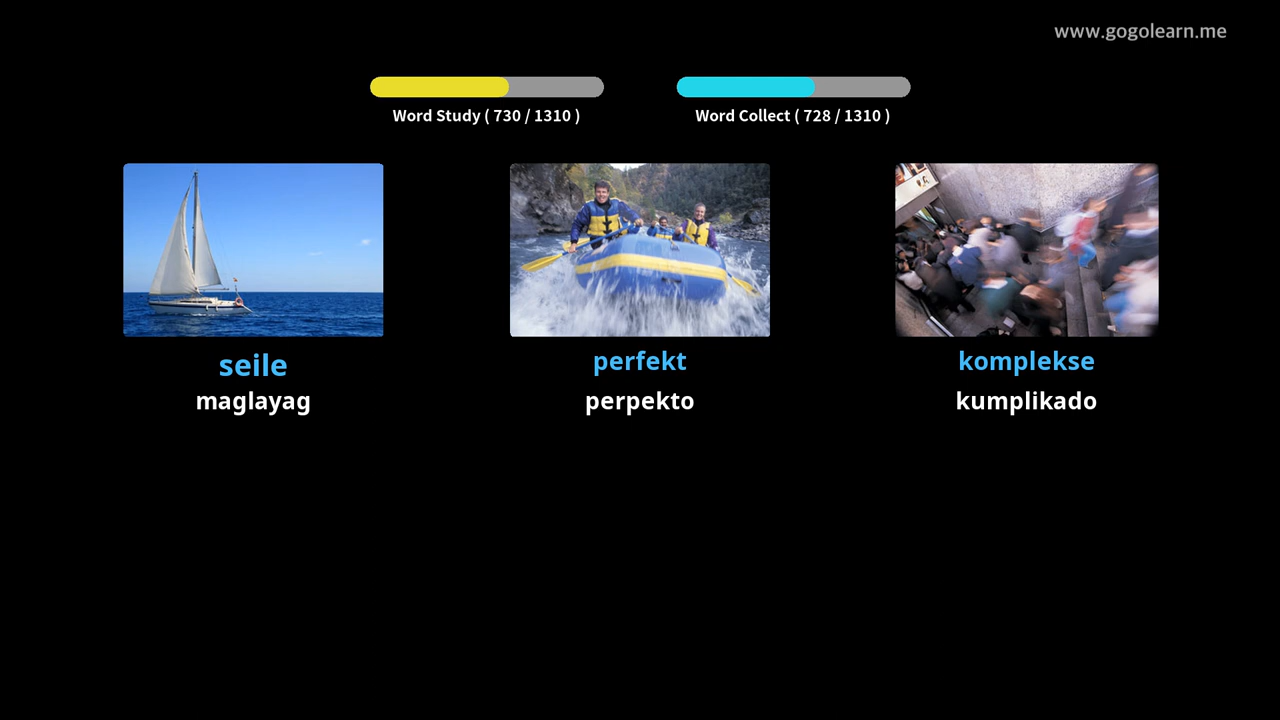 www.gogolearn.me
Word Study ( 730 / 1310 )
Word Collect ( 728 / 1310 )
seile
maglayag
perfekt
perpekto
komplekse
kumplikado